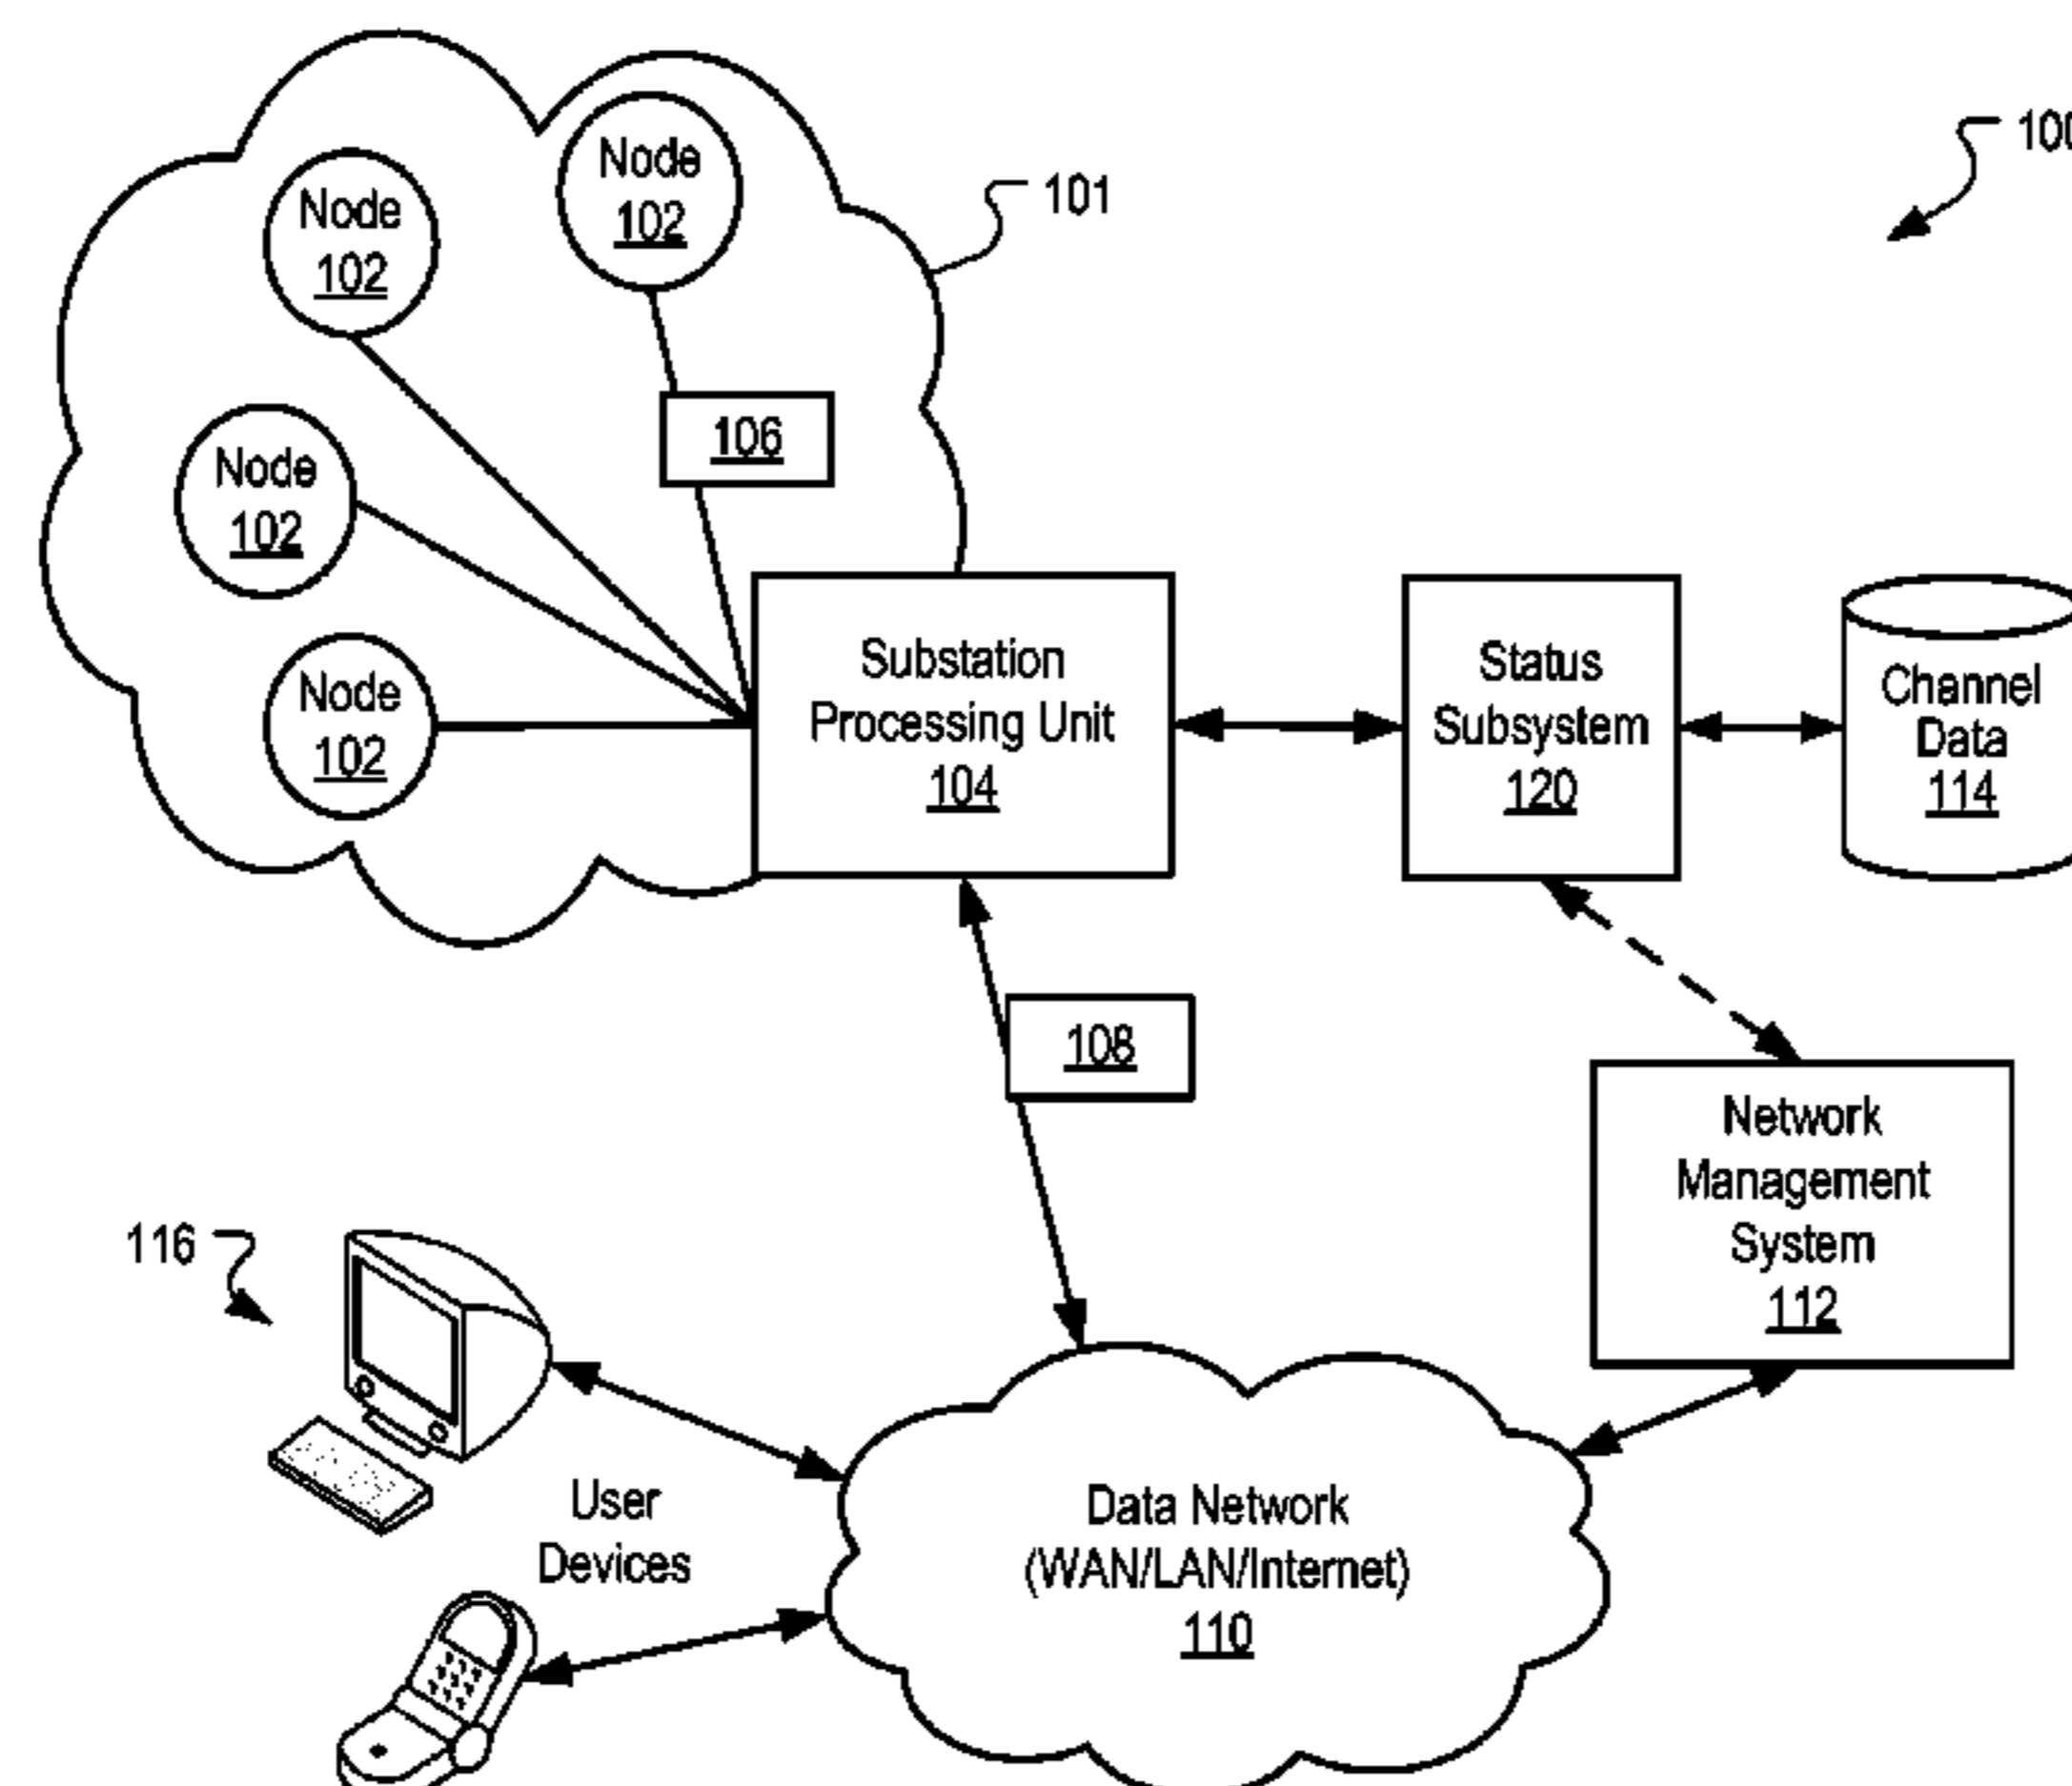 100
Node
102
Node
102
101
106
Node
102
Node
102
Substation
Processing Unit
104
Status
Subsystem
120
Channel
Data
114
108
Network
Management
System
112
116
User
Devices
Data Network
(WAN/LAN/Internet)
110